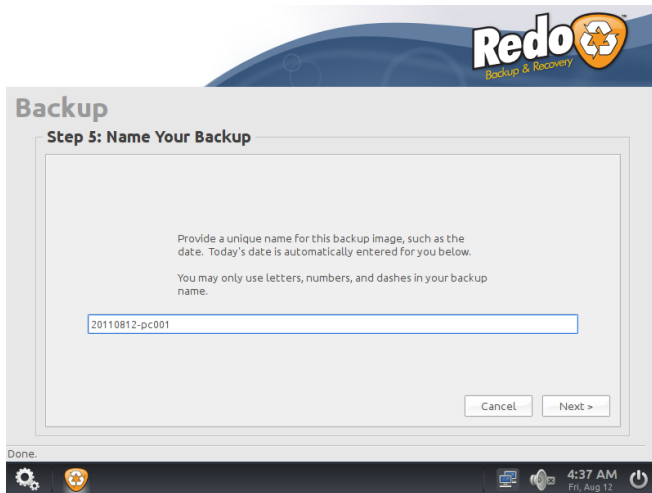 Redo
Backup & Recovery
Backup
Step 5: Name Your Backup
Provide a unique name for this backup image, such as the
date. Today's date is automatically entered for you below.
You may only use letters, numbers, and dashes in your backup
name.
20110812-pc001
Cancel
Next >
Done.
4:37 AM
Fri, Aug 12